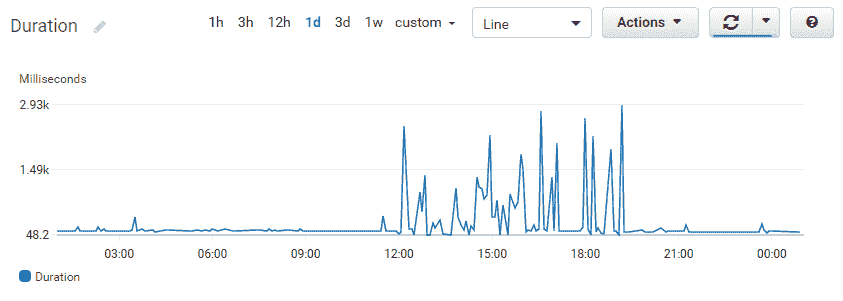 Duration
1h 3h 12h 1d 3d 1w custom
Line
Actions
Milliseconds
2.93k
1.49k
48.2
03:00 06:00 09:00 12:00 15:00 18:00 21:00 00:00
Duration